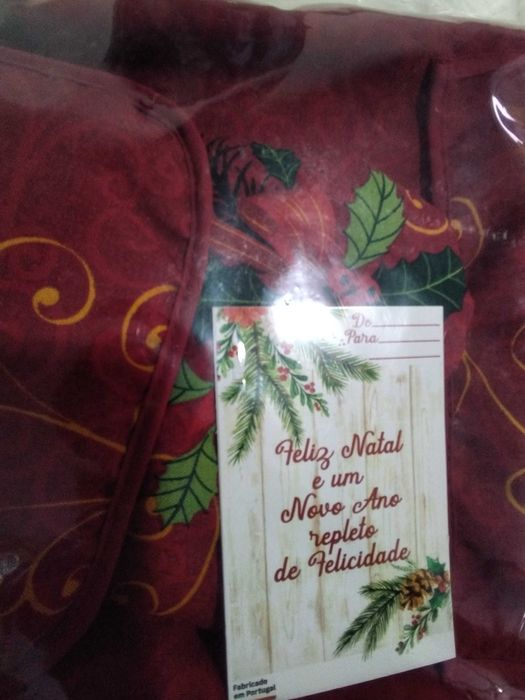 De
Para
Feliz Natal
e um
Novo Ano
repleto
de Felicidade
Fabricado
em Portugal